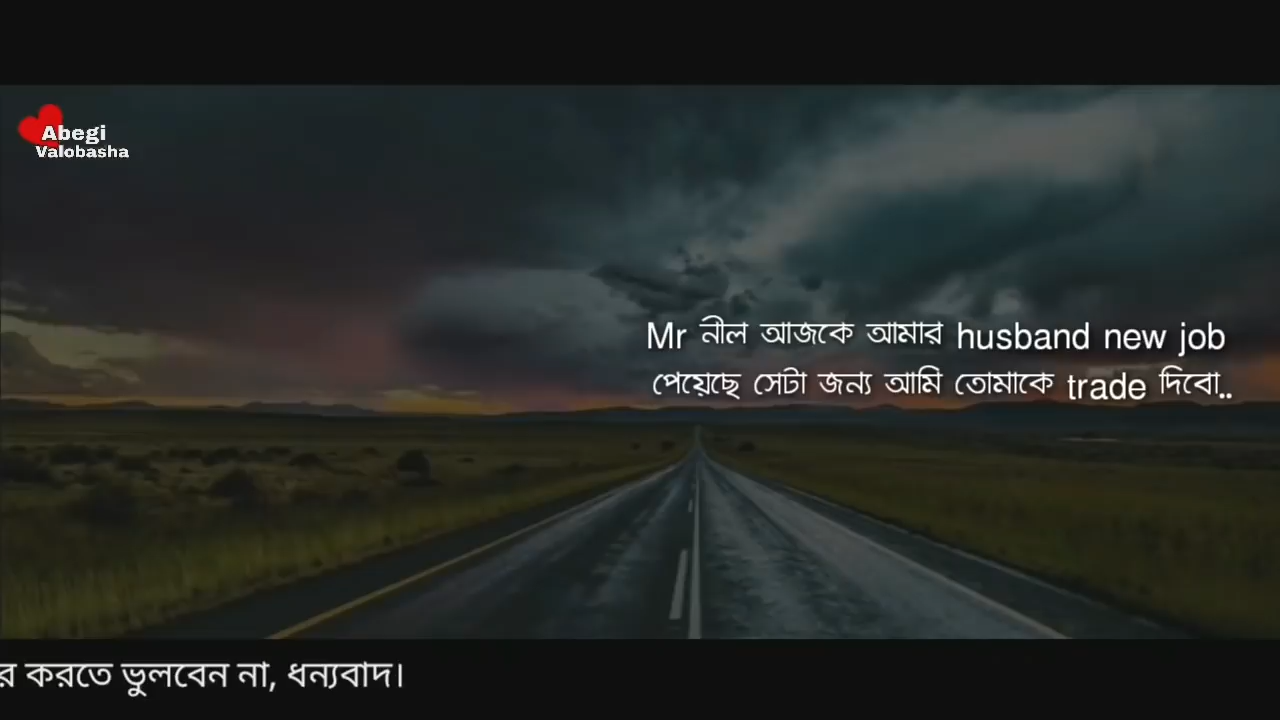 Abegi
Valobasha
Mr নীল আজকে আমার husband new job
পেয়েছে সেটা জন্য আমি তোমাকে trade দিবো..
র করতে ভুলবেন না, ধন্যবাদ।